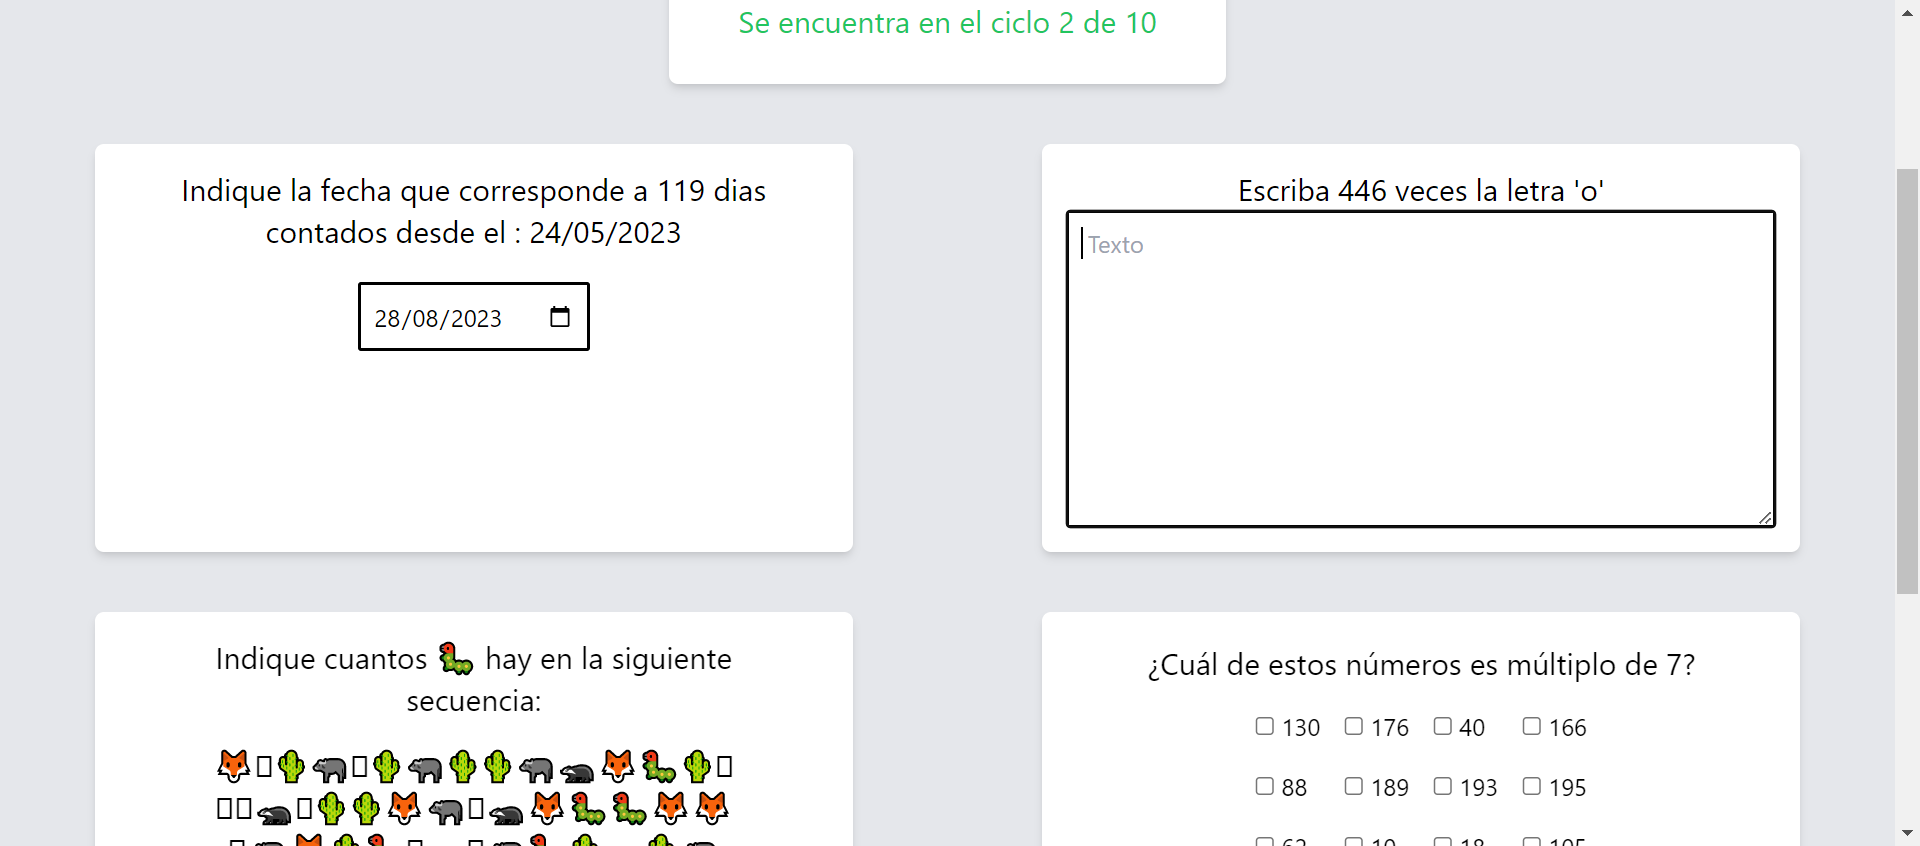 Se encuentra en el ciclo 2 de 10
Indique la fecha que corresponde a 119 dias
contados desde el : 24/05/2023
28/08/2023
Escriba 446 veces la letra 'o'
Texto
Indique cuantos 🐛 hay en la siguiente
secuencia:
¿Cuál de estos números es múltiplo de 7?
130 176 40 166
88 189 193 195